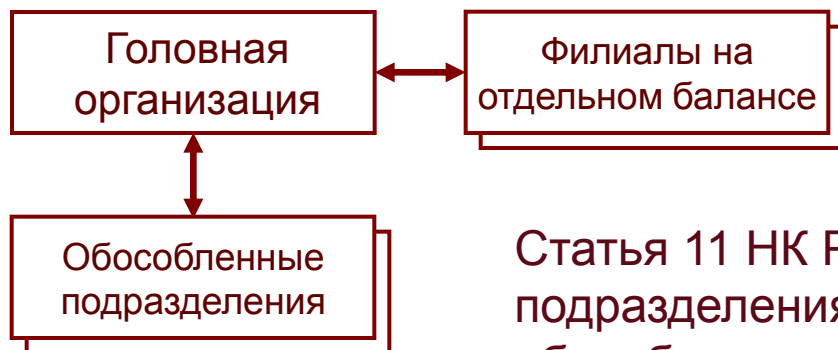 Головная
организация
Филиалы на
отдельном балансе
Обособленные
подразделения
Статья 11 НК
подразделения